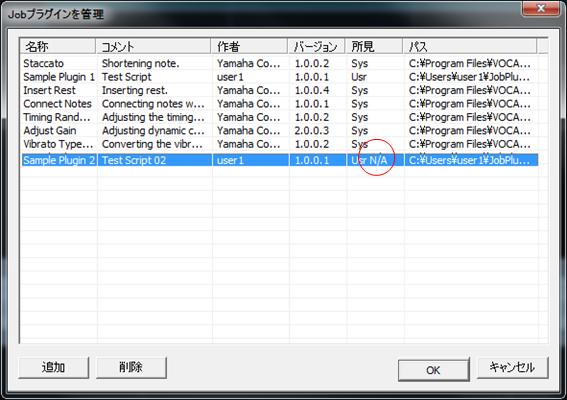 Jobプラグインを管理
名称 コメント 作者 バージョン 所見 パス
Staccato Shortening note. Yamaha Co... 1.0.0.2 Sys C:¥Program Files¥VOCA...
Sample Plugin 1 Test Script user1 1.0.0.1 Usr C:¥Users¥user1¥JobPlu...
Insert Rest Inserting rest. Yamaha Co... 1.0.0.4 Sys C:¥Program Files¥VOCA...
Connect Notes Connecting notes w... Yamaha Co... 1.0.0.1 Sys C:¥Program Files¥VOCA...
Timing Rand... Adjusting the timing... Yamaha Co... 1.0.0.2 Sys C:¥Program Files¥VOCA...
Adjust Gain Adjusting dynamic c... Yamaha Co... 2.0.0.3 Sys C:¥Program Files¥VOCA...
Vibrato Type... Converting the vibr... Yamaha Co... 1.0.0.2 Sys C:¥Program Files¥VOCA...
Sample Plugin 2 Test Script 02 user1 1.0.0.1 Usr N/A C:¥Users¥user1¥JobPlu...
追加 削除 OK キャンセル